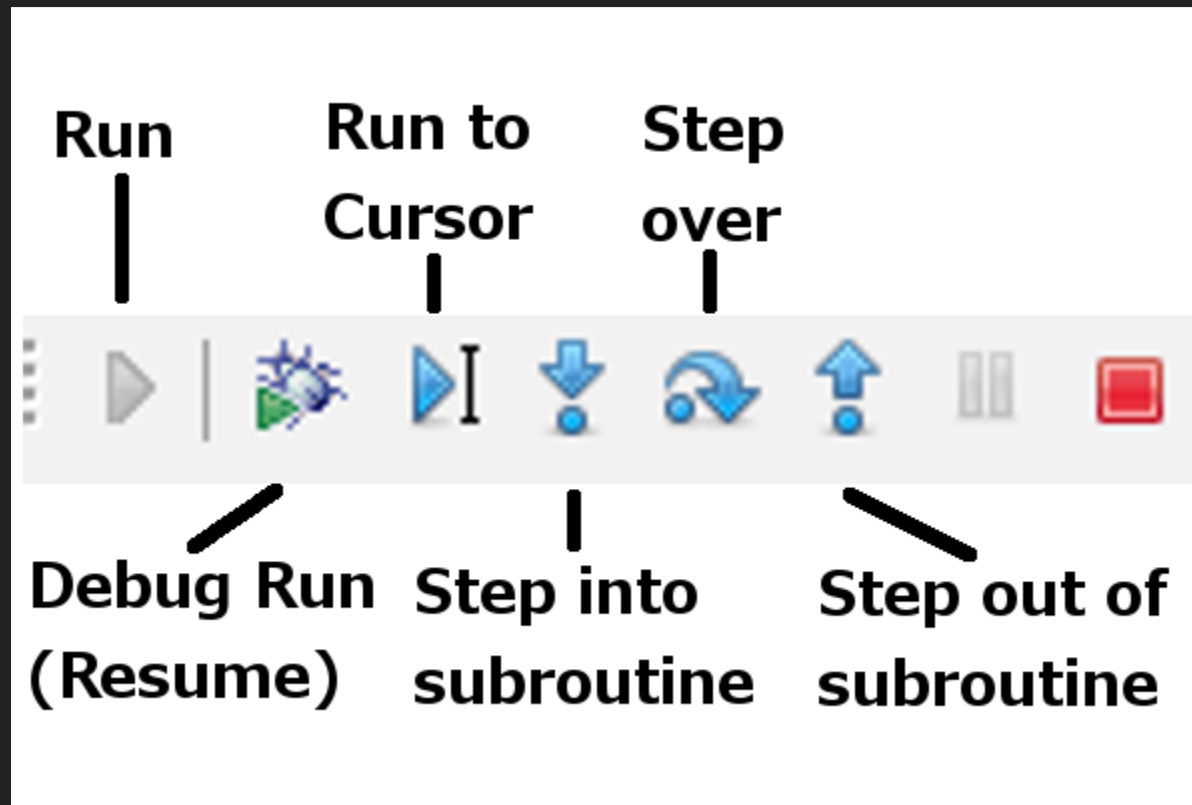 Run
Run to
Cursor
Step
over
Debug Run
(Resume)
Step into
subroutine
Step out of
subroutine